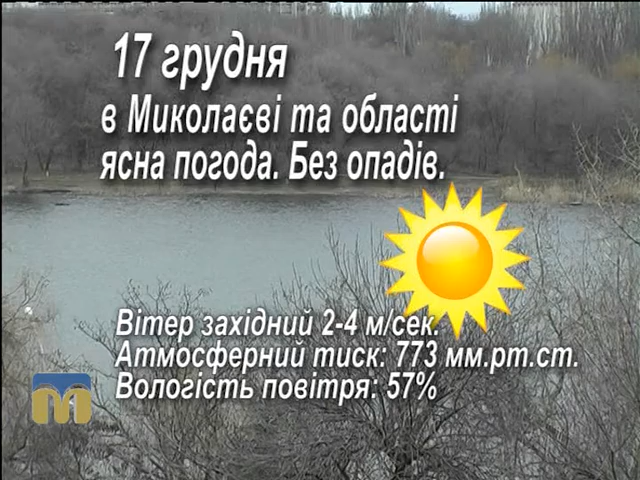 17 грудня
в Миколаєві та області
ясна погода. Без опадів.
Вітер західний 2-4 м/сек.
Атмосферний тиск: 773 мм.рт.ст.
Вологість повітря: 57%